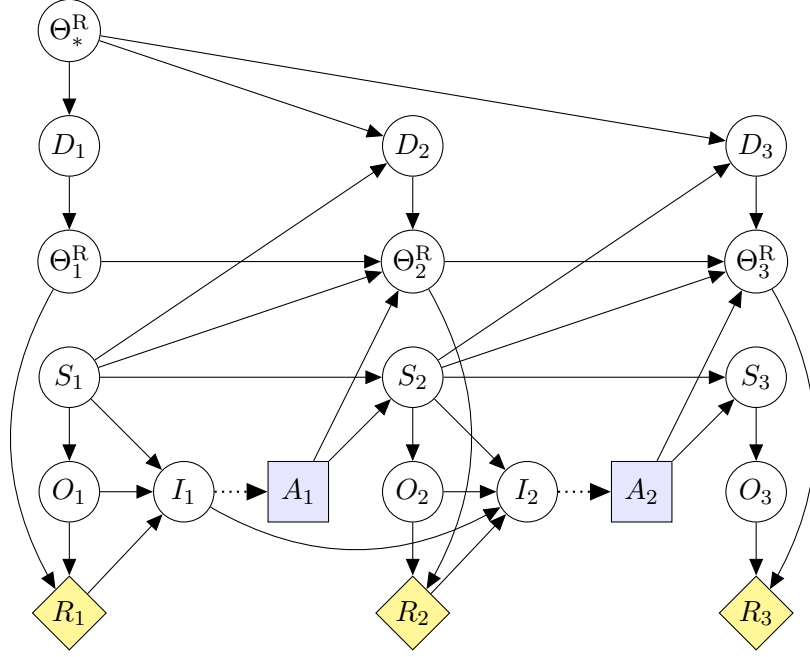 Θ^R_*
D_1 D_2 D_3
Θ^R_1 Θ^R_2 Θ^R_3
S_1 S_2 S_3
O_1 I_1 A_1 O_2 I_2 A_2 O_3
R_1 R_2 R_3